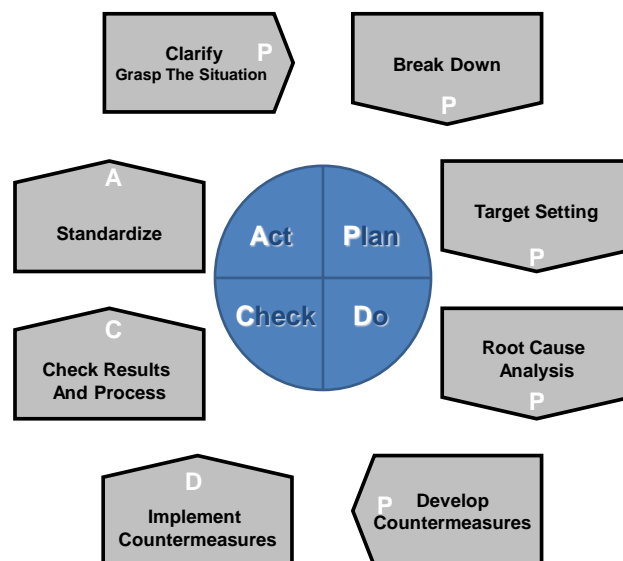 Clarify P
Grasp The Situation
Break Down
P
A
Standardize
Act Plan
Check Do
Target Setting
P
C
Check Results
And Process
Root Cause
Analysis
P
D
Implement
Countermeasures
P Develop
Countermeasures